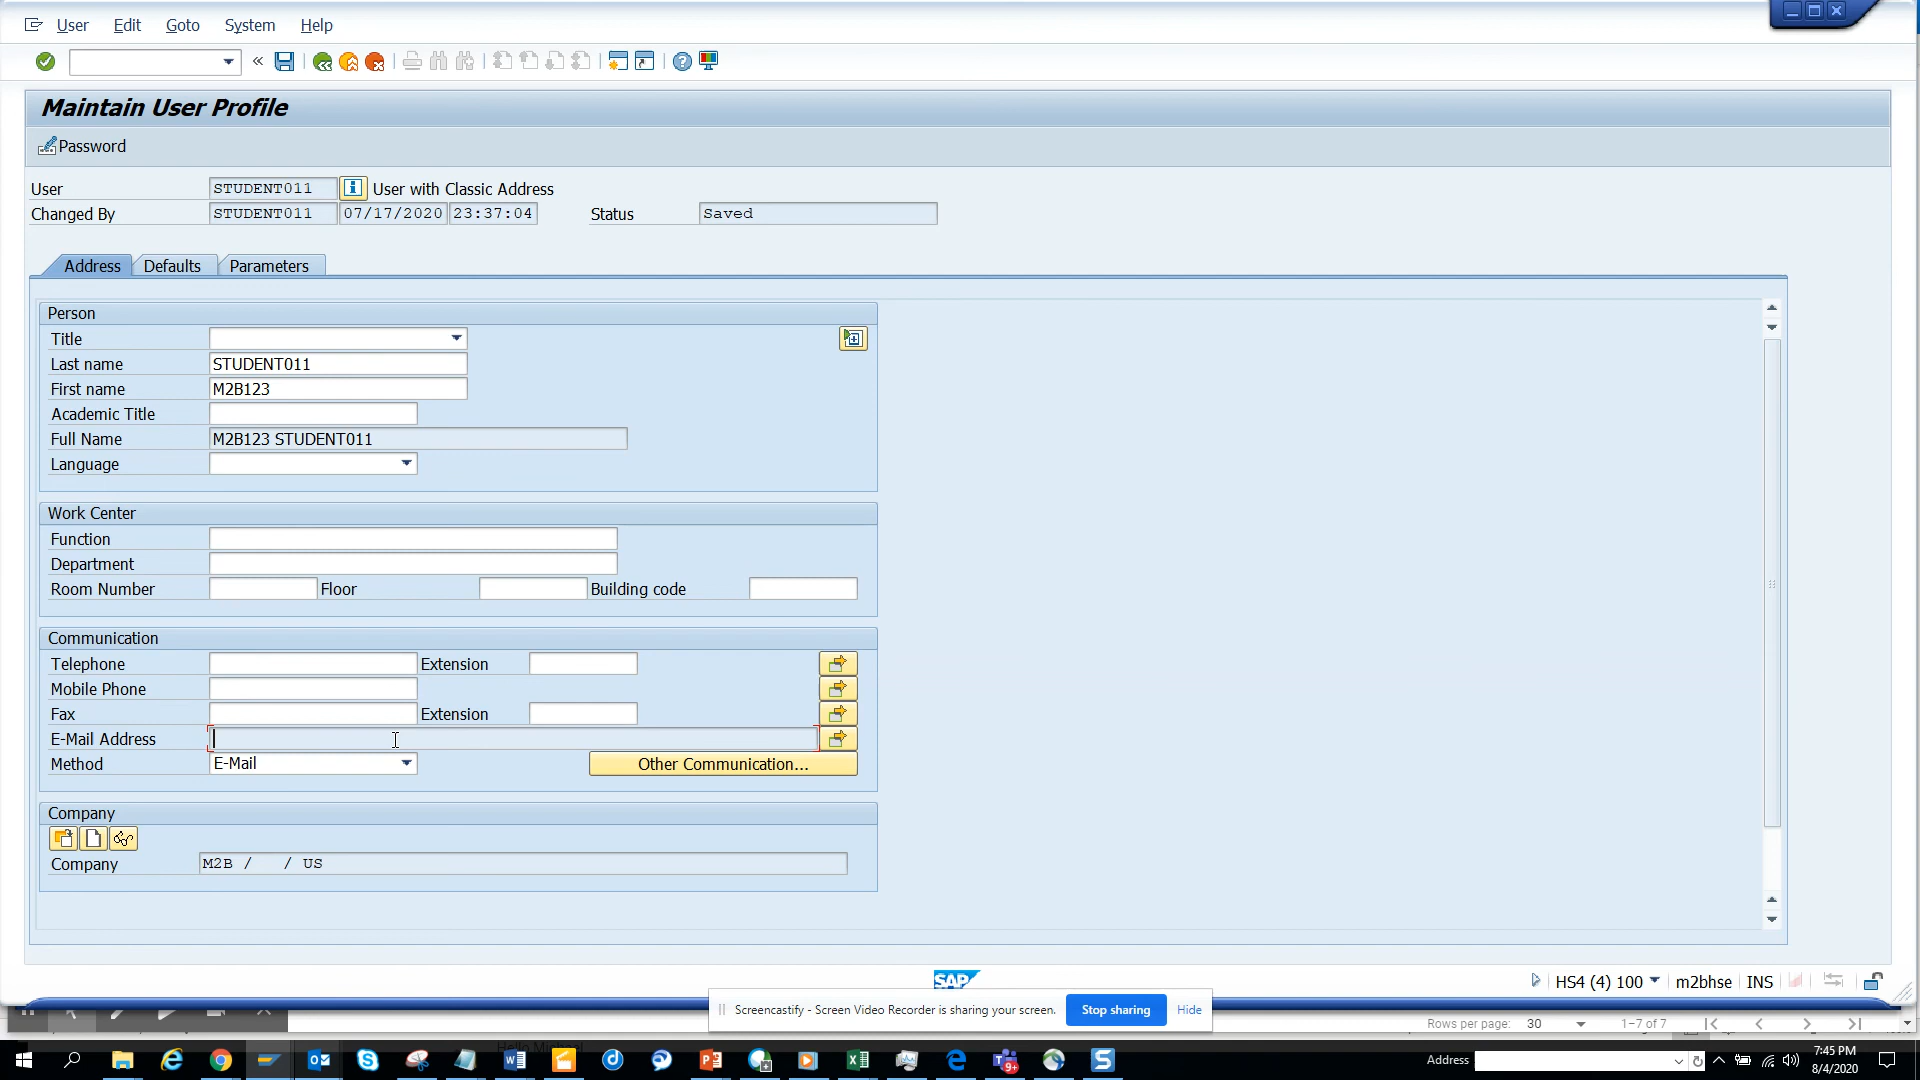 User Edit Goto System Help
Maintain User Profile
Password
User STUDENT011 User with Classic Address
Changed By STUDENT011 07/17/2020 23:37:04 Status Saved
Address Defaults Parameters
Person
Title
Last name STUDENT011
First name M2B123
Academic Title
Full Name M2B123 STUDENT011
Language
Work Center
Function
Department
Room Number Floor Building code
Communication
Telephone Extension
Mobile Phone
Fax Extension
E-Mail Address
Method E-Mail Other Communication...
Company
Company M2B / / US
SAP
HS4 (4) 100 m2bhse INS
Screencastify - Screen Video Recorder is sharing your screen. Stop sharing Hide
Rows per page: 30 1–7 of 7
Address
9+
7:45 PM
8/4/2020